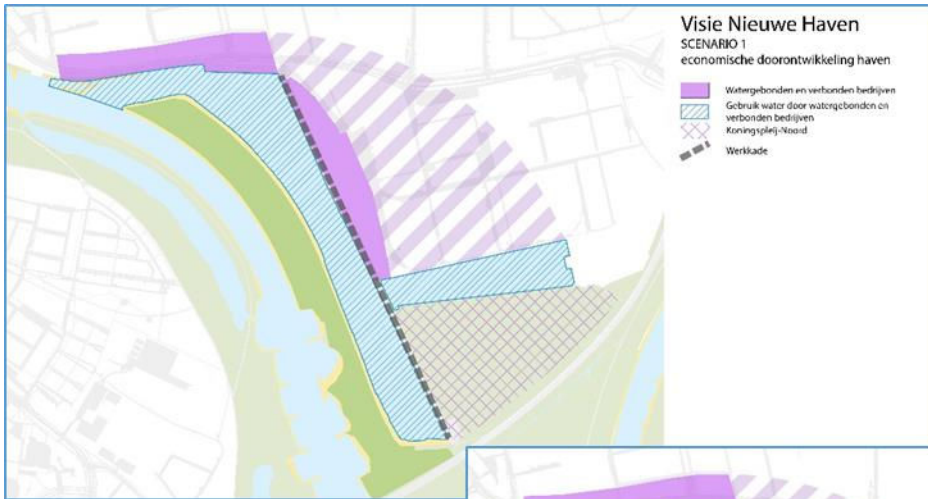 Visie Nieuwe Haven
SCENARIO 1
economische doorontwikkeling haven
Watergebonden en verbonden bedrijven
Gebruik water door watergebonden en
verbonden bedrijven
Koningspleij-Noord
Werkkade